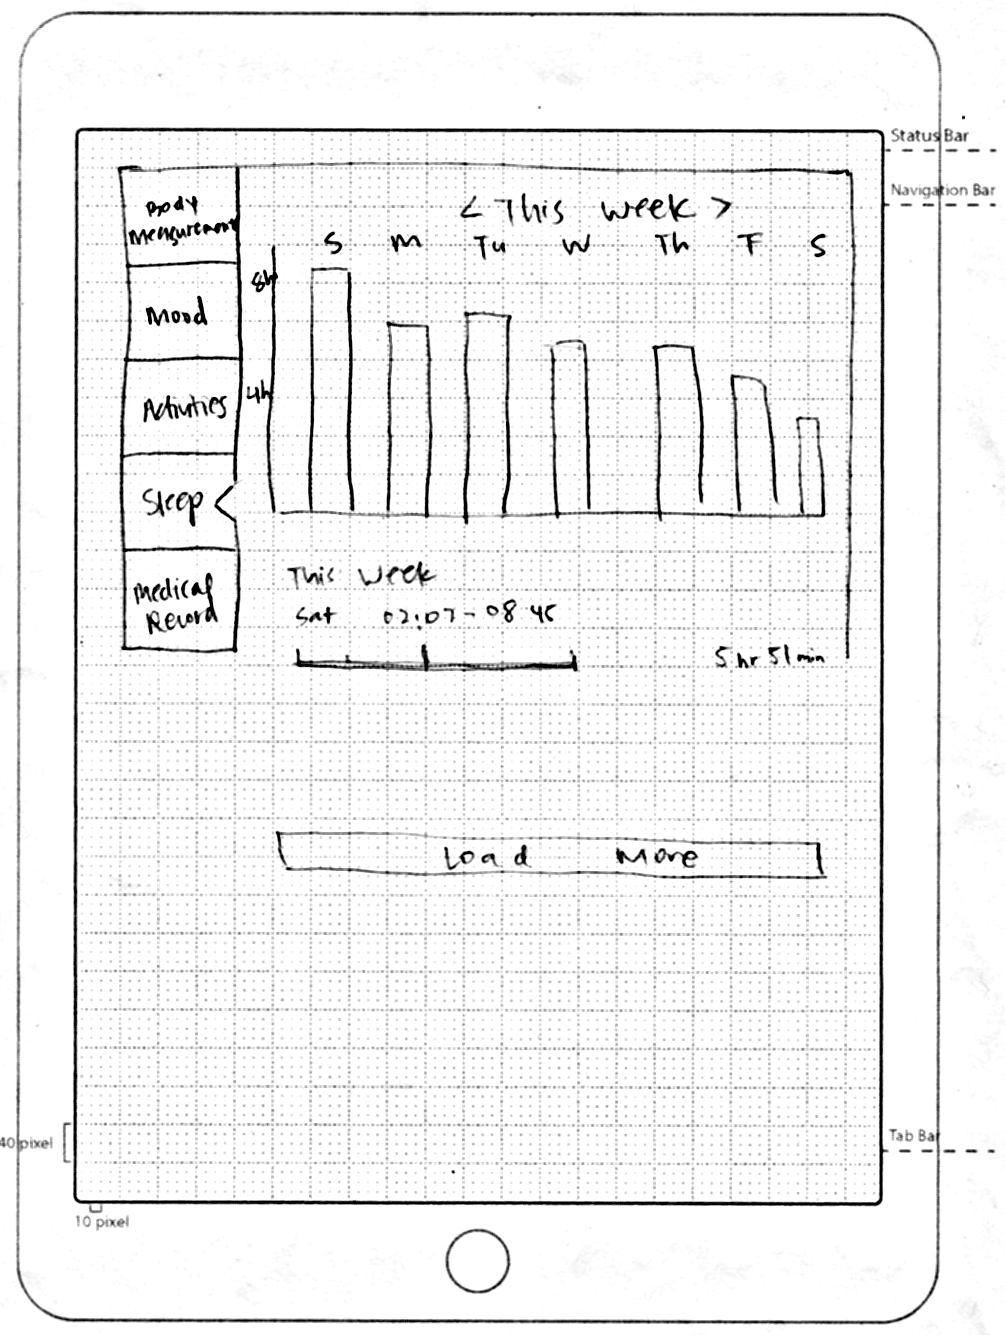 Status Bar
Navigation Bar
Body
Measurement
Mood
Activities
Sleep
Medical
Record
< This week >
S M Tu W Th F S
8h
4h
This Week
Sat 02:07 - 08 45
5 hr 51 min
Load More
40 pixel
Tab Bar
10 pixel